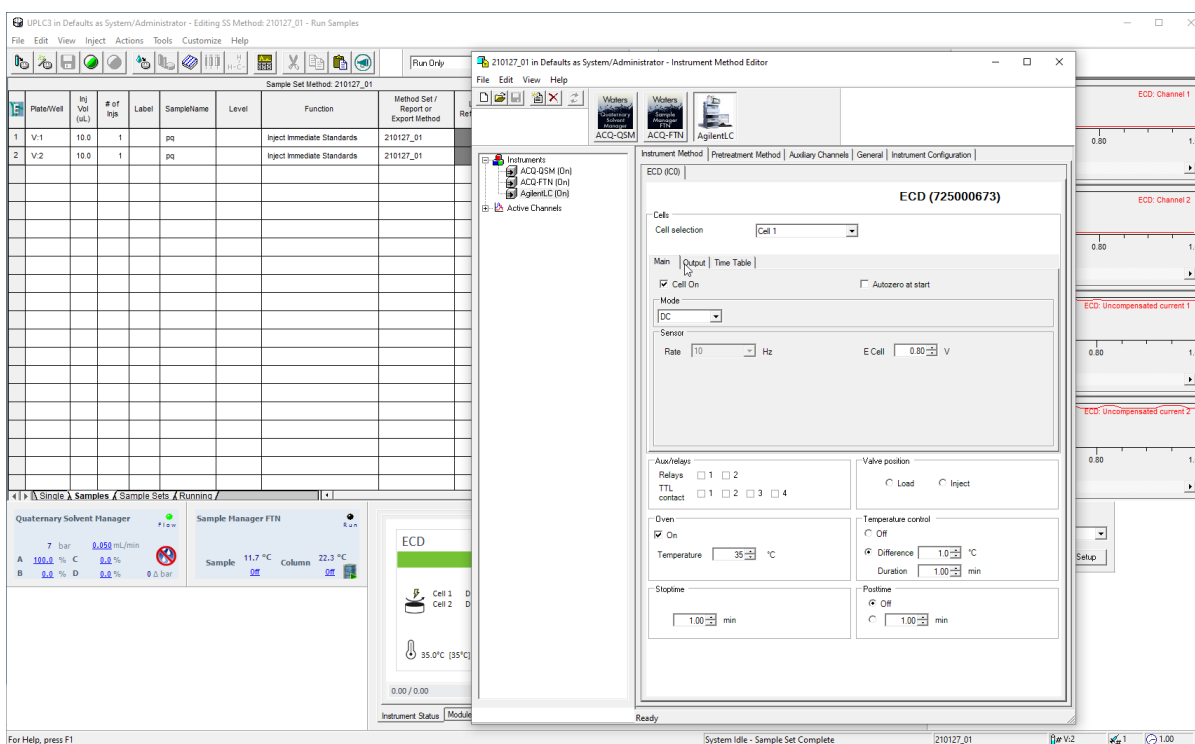 UPLC3 in Defaults as System/Administrator - Editing SS Method: 210127_01 - Run Samples
File Edit View Inject Actions Tools Customize Help
Run Only
Sample Set Method: 210127_01
Plate/Well Inj Vol (uL) # of Injs Label SampleName Level Function Method Set / Report or Export Method
1 V:1 10.0 1 pq Inject Immediate Standards 210127_01
2 V:2 10.0 1 pq Inject Immediate Standards 210127_01
Single Samples Sample Sets Running
Quaternary Solvent Manager Flow
7 bar 0.050 mL/min
A 100.0 % C 0.0 %
B 0.0 % D 0.0 % 0 Δ bar
Sample Manager FTN Run
Sample 11.7 °C Column 22.3 °C
Off Off
ECD
Cell 1 D
Cell 2 D
35.0°C [35°C]
0.00 / 0.00
Instrument Status Module
210127_01 in Defaults as System/Administrator - Instrument Method Editor
File Edit View Help
Waters Quaternary Solvent Manager ACQ-QSM
Waters Sample Manager FTN ACQ-FTN
AgilentLC
Instruments
ACQ-QSM (On)
ACQ-FTN (On)
AgilentLC (On)
Active Channels
Instrument Method Pretreatment Method Auxiliary Channels General Instrument Configuration
ECD (IC0)
ECD (725000673)
Cells
Cell selection Cell 1
Main Output Time Table
Cell On Autozero at start
Mode
DC
Sensor
Rate 10 Hz E Cell 0.80 V
Aux/relays
Relays 1 2
TTL contact 1 2 3 4
Valve position
Load Inject
Oven
On
Temperature 35 °C
Temperature control
Off
Difference 1.0 °C
Duration 1.00 min
Stoptime
1.00 min
Posttime
Off
1.00 min
Ready
ECD: Channel 1
0.80 1.
ECD: Channel 2
0.80 1.
ECD: Uncompensated current 1
0.80 1.
ECD: Uncompensated current 2
0.80 1.
Setup
For Help, press F1
System Idle - Sample Set Complete 210127_01 V:2 1 1.00